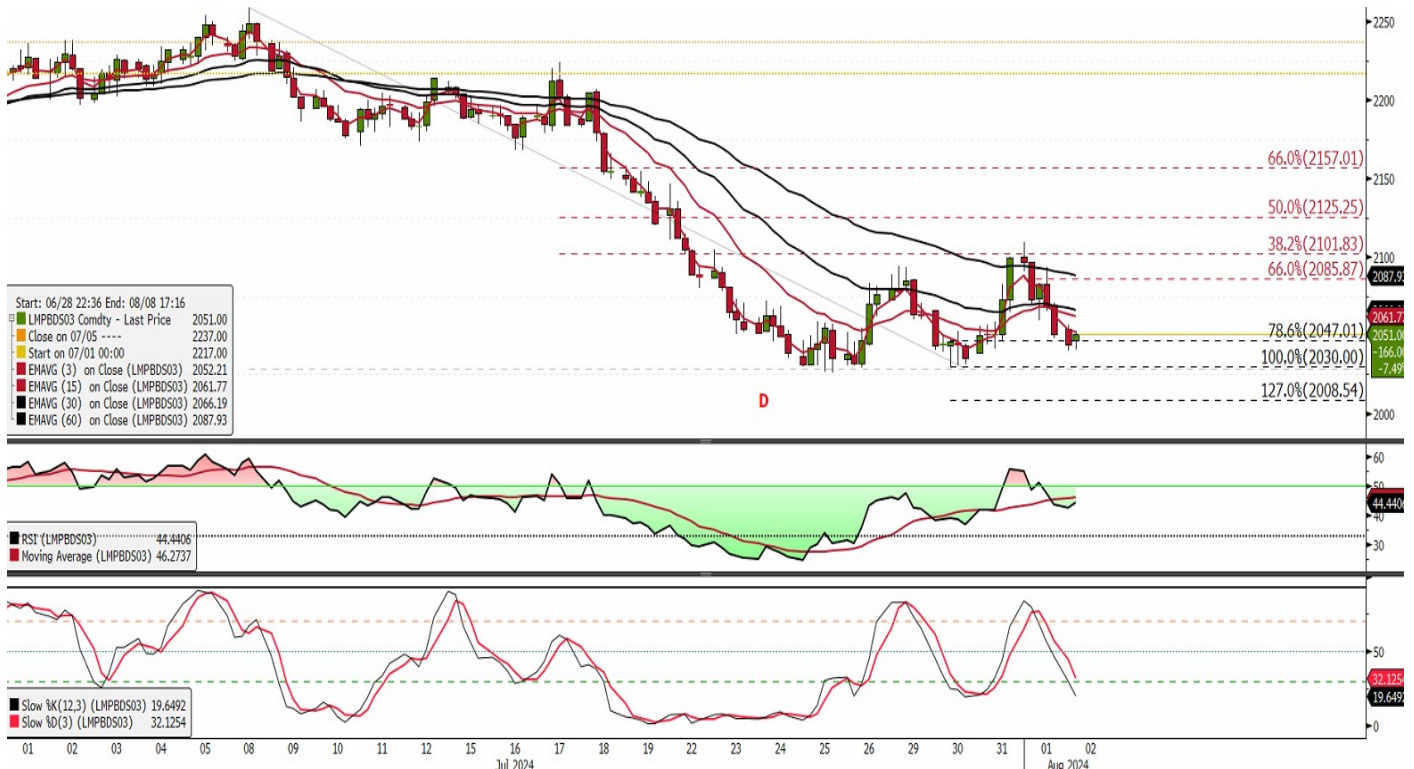 2250
2200
66.0%(2157.01)
2150
50.0%(2125.25)
38.2%(2101.83)
2100
66.0%(2085.87)
2087.93
2061.77
78.6%(2047.01)
2051.00
-166.00
-7.49%
100.0%(2030.00)
127.0%(2008.54)
2000
D
Start: 06/28 22:36 End: 08/08 17:16
LMPBDS03 Comdty - Last Price 2051.00
Close on 07/05 ---- 2237.00
Start on 07/01 00:00 2217.00
EMAVG (3) on Close (LMPBDS03) 2052.21
EMAVG (15) on Close (LMPBDS03) 2061.77
EMAVG (30) on Close (LMPBDS03) 2066.19
EMAVG (60) on Close (LMPBDS03) 2087.93
60
50
44.4406
40
30
RSI (LMPBDS03) 44.4406
Moving Average (LMPBDS03) 46.2737
50
32.1254
19.6492
0
Slow %K(12,3) (LMPBDS03) 19.6492
Slow %D(3) (LMPBDS03) 32.1254
01 02 03 04 05 08 09 10 11 12 15 16 17 18 19 22 23 24 25 26 29 30 31 01 02
Jul 2024 Aug 2024